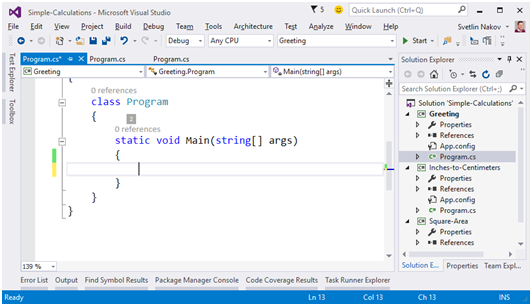 Simple-Calculations - Microsoft Visual Studio
5
Quick Launch (Ctrl+Q)
File Edit View Project Build Debug Team Svetlin Nakov
Tools Architecture Test Analyze Window Help
Debug Any CPU Greeting Start
Program.cs* Program.cs Program.cs
Greeting Greeting.Program Main(string[] args)
Test Explorer
Toolbox
{
0 references
class Program
{
2
0 references
static void Main(string[] args)
{
}
}
}
139 %
Solution Explorer
Search Solution Explorer (Ctrl+;)
Solution 'Simple-Calculations'
Greeting
Properties
References
App.config
C# Program.cs
Inches-to-Centimeters
Properties
References
App.config
C# Program.cs
Square-Area
Properties
References
Solution E... Properties Team Expl...
Error List Output Find Symbol Results Package Manager Console Code Coverage Results Task Runner Explorer
Ready Ln 13 Col 13 Ch 13 INS